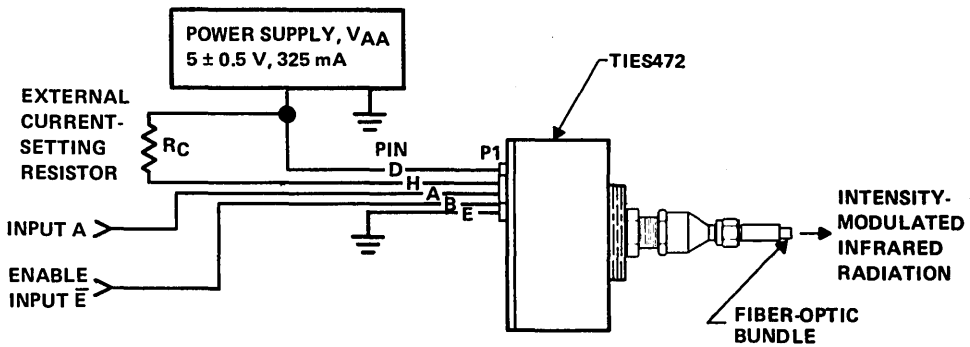 POWER SUPPLY, VAA
5 ± 0.5 V, 325 mA
TIES472
EXTERNAL
CURRENT-
SETTING
RESISTOR
RC
PIN
P1
D
H
A
B
E
INPUT A
ENABLE
INPUT E̅
INTENSITY-
MODULATED
INFRARED
RADIATION
FIBER-OPTIC
BUNDLE